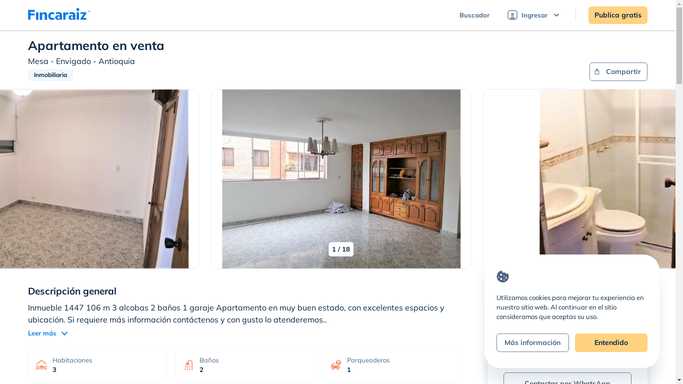 Fincaraiz
Buscador
Ingresar
Publica gratis
Apartamento en venta
Mesa - Envigado - Antioquia
Inmobiliaria
Compartir
1 / 18
Descripción general
Inmueble 1447 106 m 3 alcobas 2 baños 1 garaje Apartamento en muy buen estado, con excelentes espacios y
ubicación. Si requiere más información contáctenos y con gusto lo atenderemos..
Leer más
Habitaciones
3
Baños
2
Parqueaderos
1
Utilizamos cookies para mejorar tu experiencia en
nuestro sitio web. Al continuar en el sitio
consideramos que aceptas su uso.
Más información
Entendido
Contactar por WhatsApp